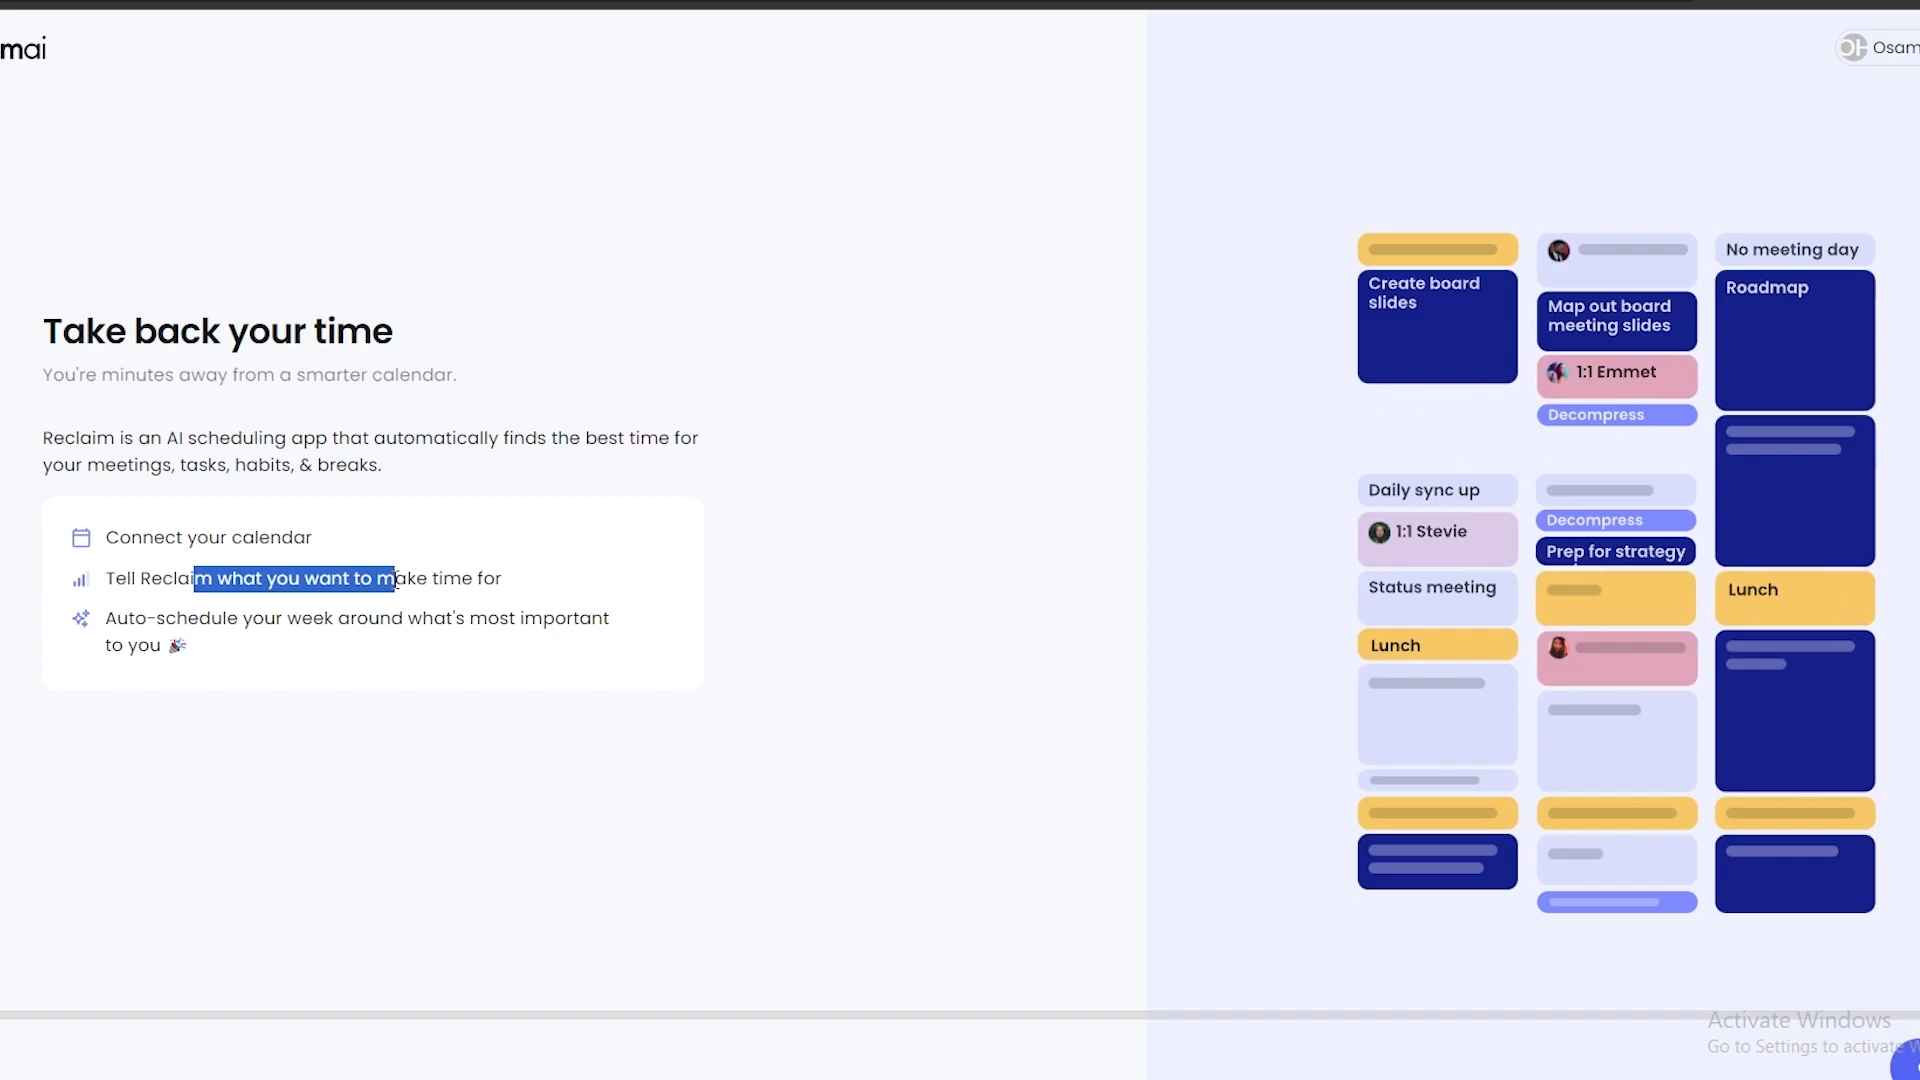 mai
Osam
Take back your time
You're minutes away from a smarter calendar.
Reclaim is an AI scheduling app that automatically finds the best time for
your meetings, tasks, habits, & breaks.
Connect your calendar
Tell Reclaim what you want to make time for
Auto-schedule your week around what's most important
to you 🎉
Create board
slides
Daily sync up
1:1 Stevie
Status meeting
Lunch
Map out board
meeting slides
1:1 Emmet
Decompress
Decompress
Prep for strategy
No meeting day
Roadmap
Lunch
Activate Windows
Go to Settings to activate W